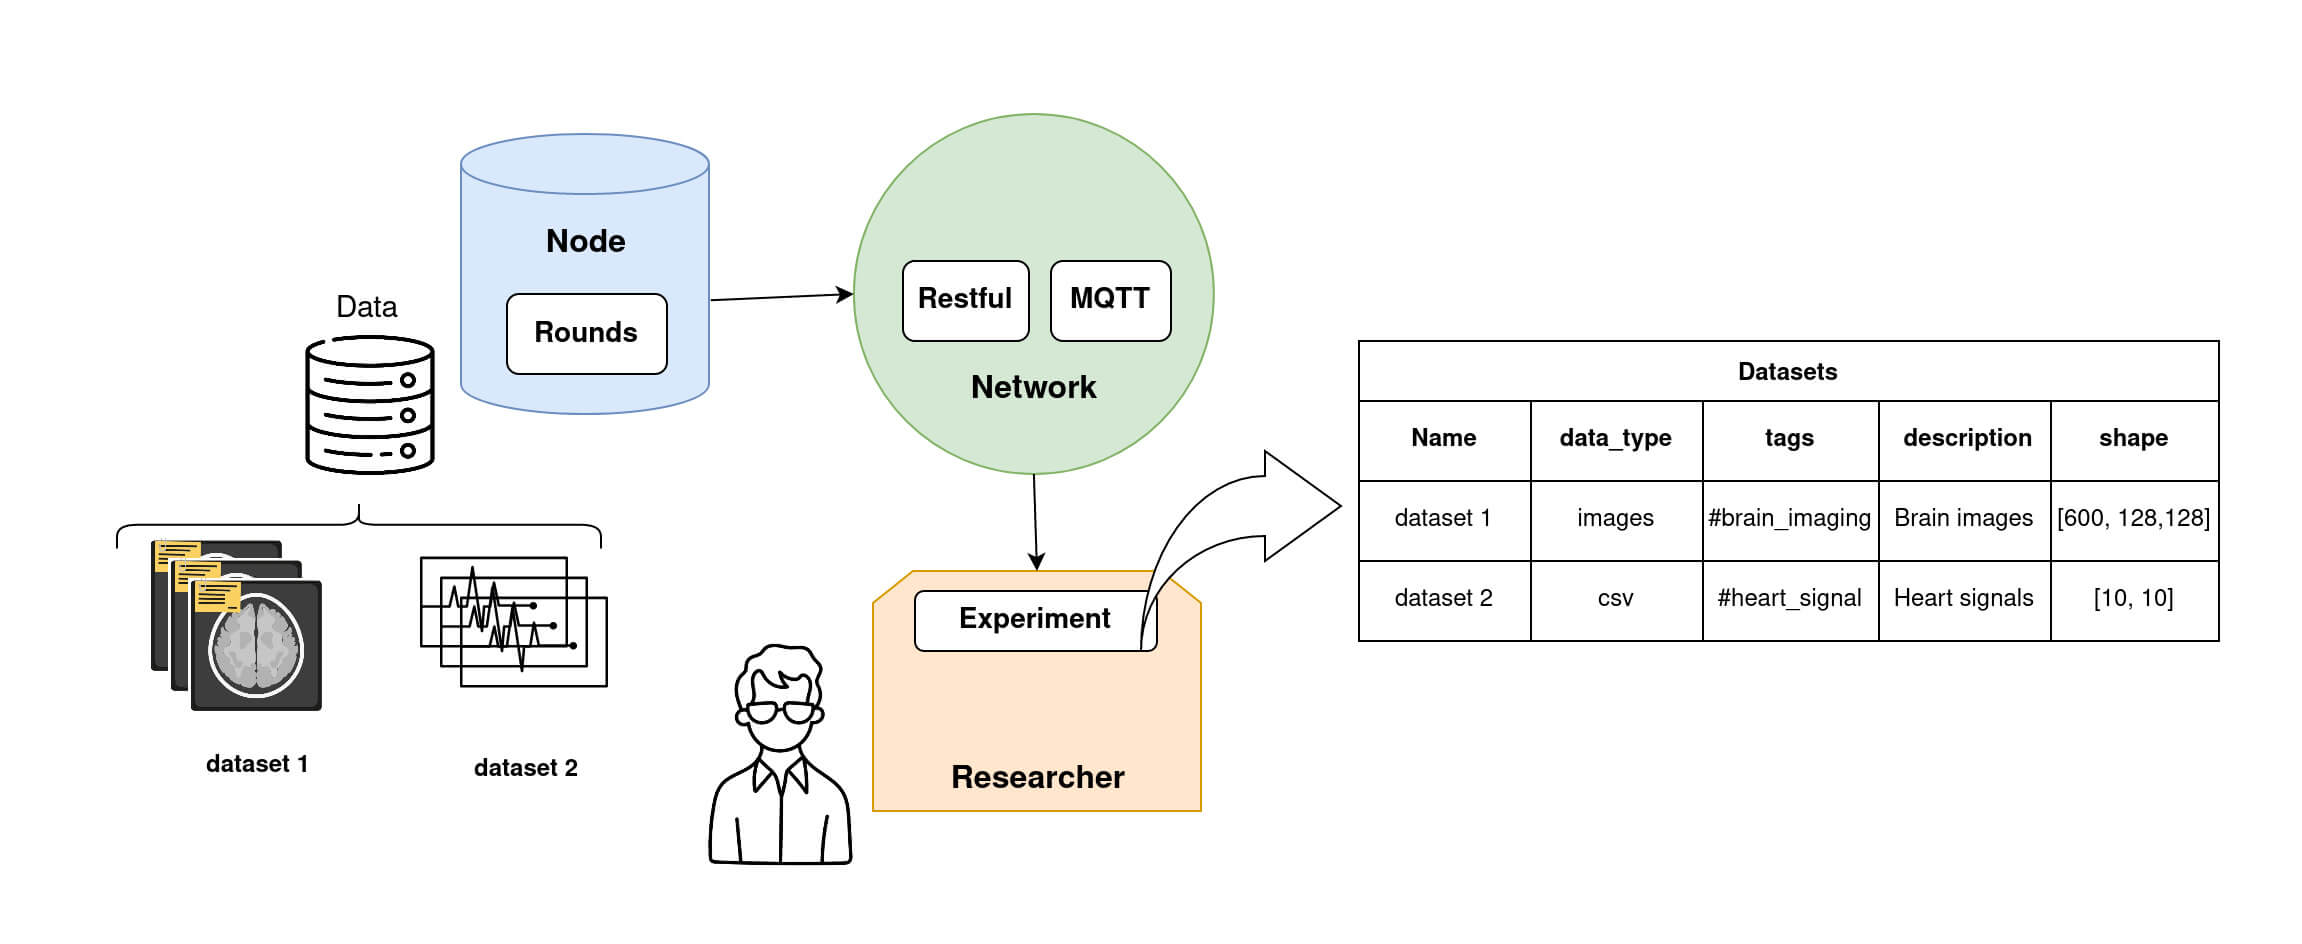 Node
Rounds
Data
dataset 1
dataset 2
Restful
MQTT
Network
Experiment
Researcher
Datasets
Name data_type tags description shape
dataset 1 images #brain_imaging Brain images [600, 128,128]
dataset 2 csv #heart_signal Heart signals [10, 10]